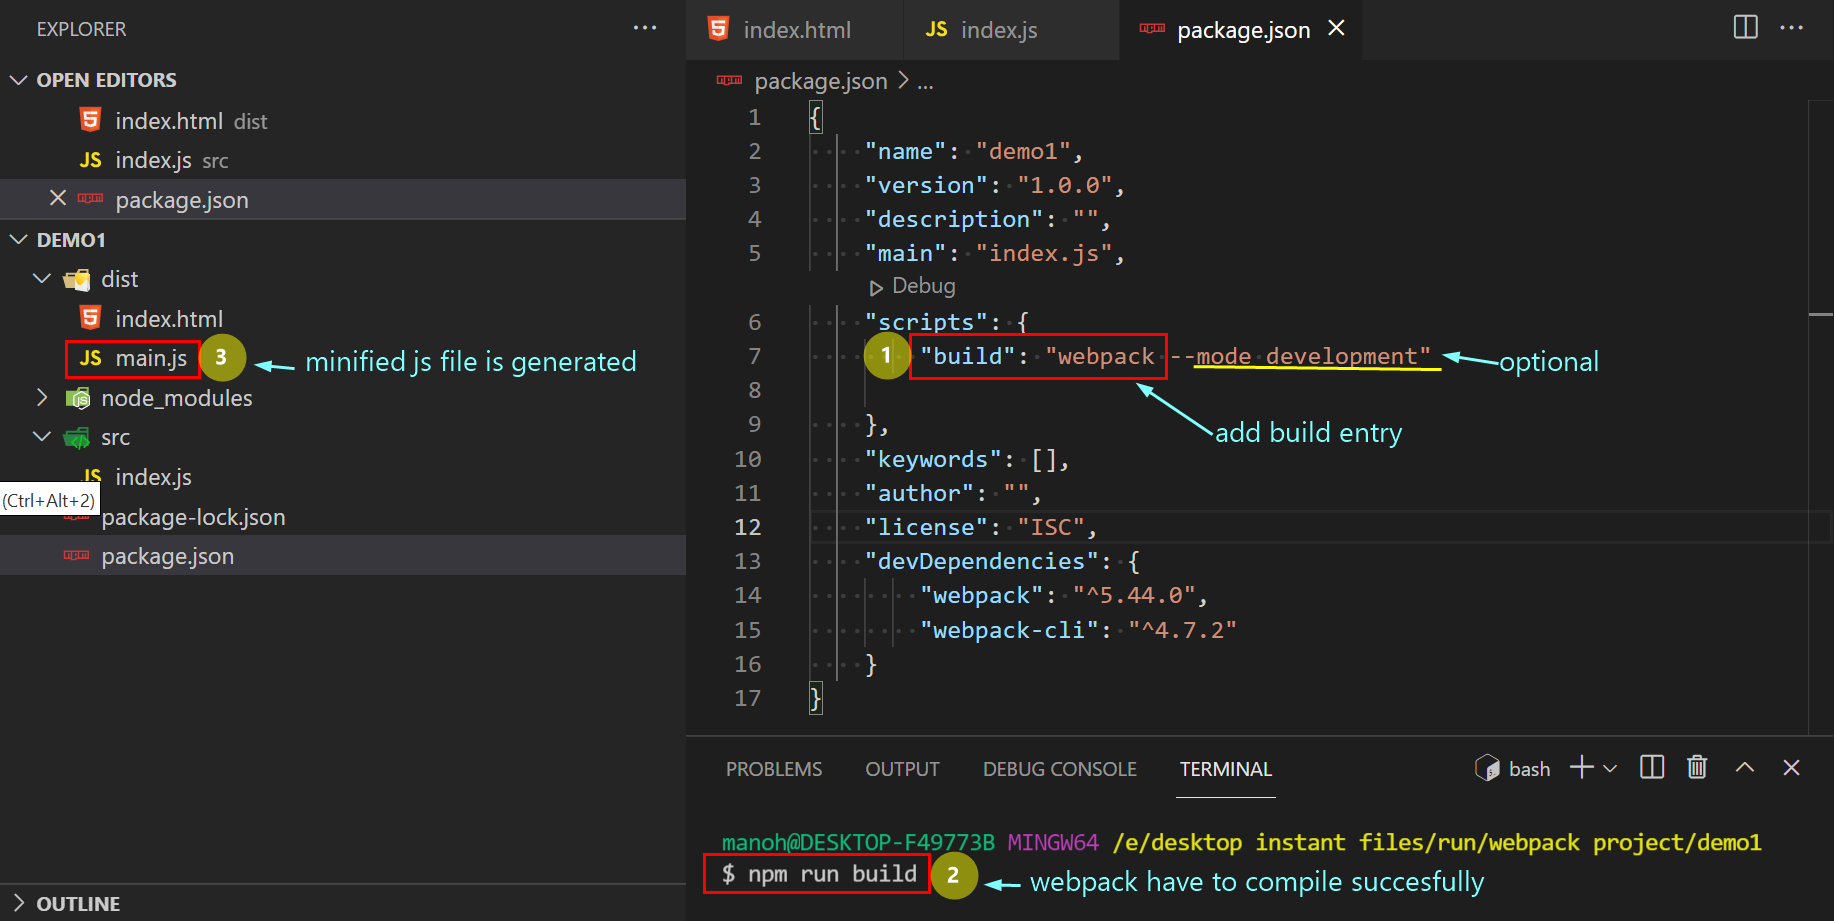 EXPLORER
OPEN EDITORS
index.html dist
JS index.js src
package.json
DEMO1
dist
index.html
JS main.js 3 minified js file is generated
node_modules
src
JS index.js
(Ctrl+Alt+2)
package-lock.json
package.json
OUTLINE
index.html JS index.js package.json
package.json > ...
1 {
2 "name": "demo1",
3 "version": "1.0.0",
4 "description": "",
5 "main": "index.js",
Debug
6 "scripts": {
7 1 "build": "webpack --mode development" optional
8
add build entry
9 },
10 "keywords": [],
11 "author": "",
12 "license": "ISC",
13 "devDependencies": {
14 "webpack": "^5.44.0",
15 "webpack-cli": "^4.7.2"
16 }
17 }
PROBLEMS OUTPUT DEBUG CONSOLE TERMINAL bash
manoh@DESKTOP-F49773B MINGW64 /e/desktop instant files/run/webpack project/demo1
$ npm run build 2 webpack have to compile succesfully